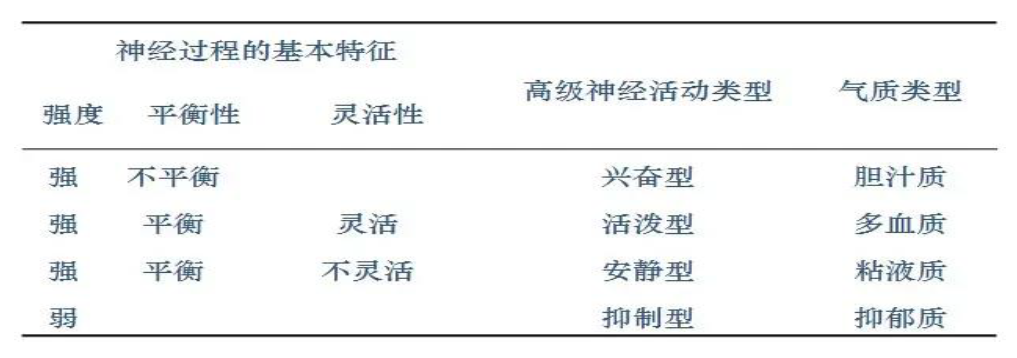 神经过程的基本特征
高级神经活动类型 气质类型
强度 平衡性 灵活性
强 不平衡 兴奋型 胆汁质
强 平衡 灵活 活泼型 多血质
强 平衡 不灵活 安静型 粘液质
弱 抑制型 抑郁质